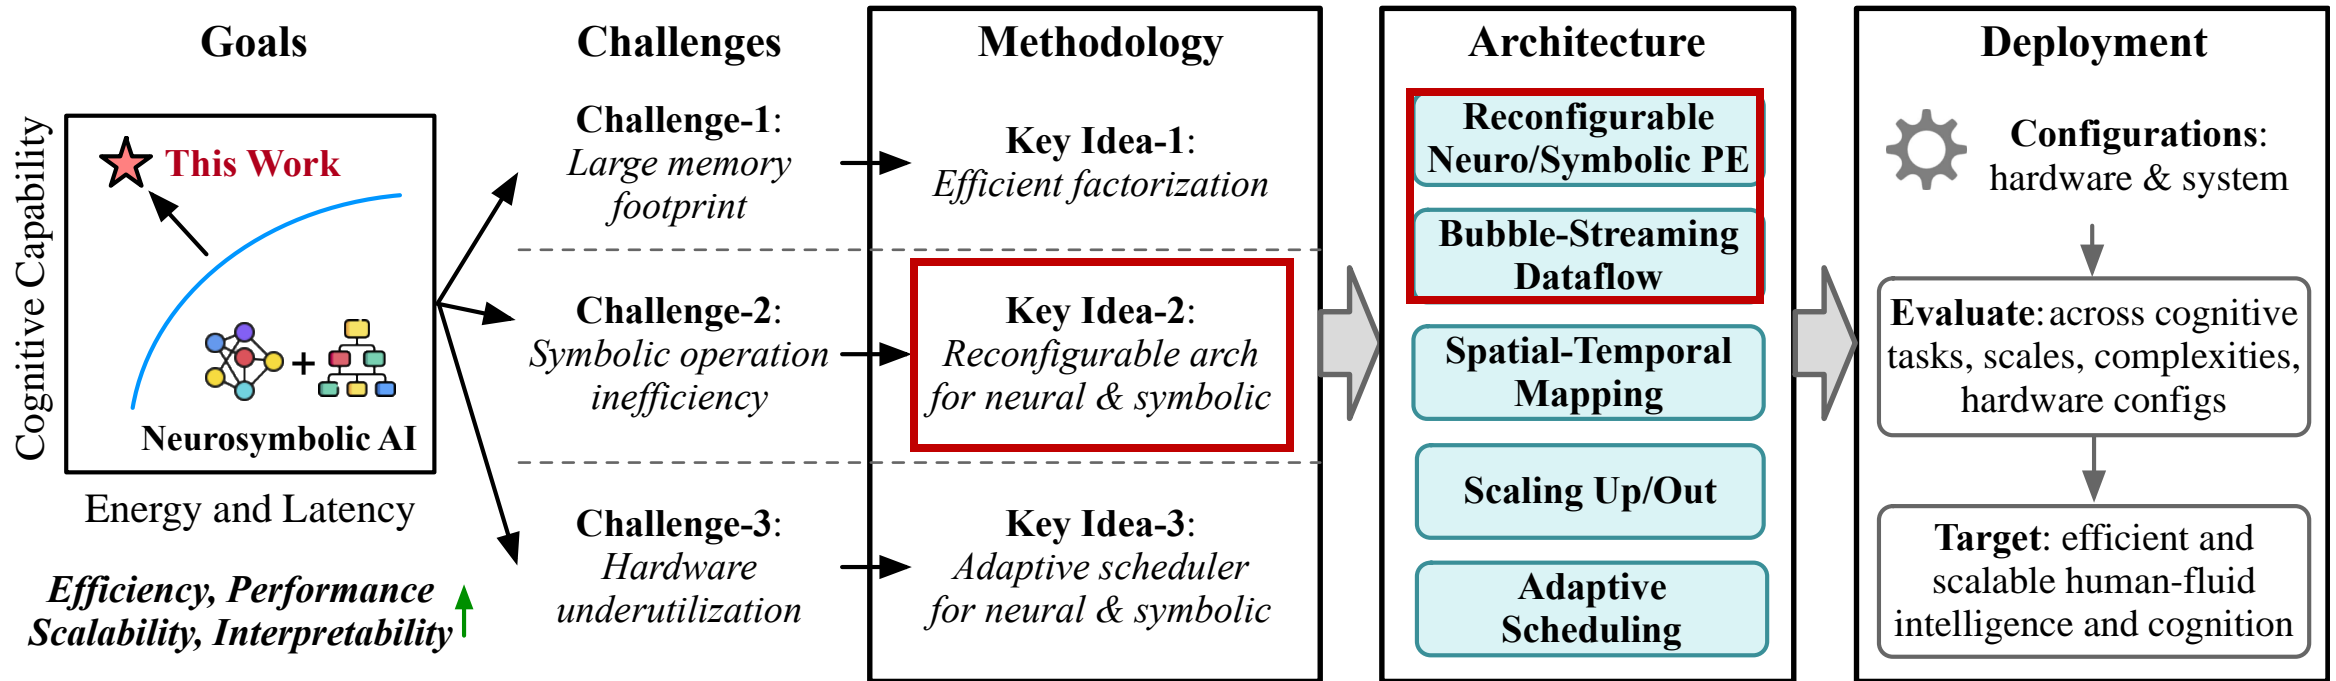 Goals
Cognitive Capability
This Work
+
Neurosymbolic AI
Energy and Latency
Efficiency, Performance
Scalability, Interpretability
Challenges
Challenge-1:
Large memory
footprint
Challenge-2:
Symbolic operation
inefficiency
Challenge-3:
Hardware
underutilization
Methodology
Key Idea-1:
Efficient factorization
Key Idea-2:
Reconfigurable arch
for neural & symbolic
Key Idea-3:
Adaptive scheduler
for neural & symbolic
Architecture
Reconfigurable
Neuro/Symbolic PE
Bubble-Streaming
Dataflow
Spatial-Temporal
Mapping
Scaling Up/Out
Adaptive
Scheduling
Deployment
Configurations:
hardware & system
Evaluate: across cognitive
tasks, scales, complexities,
hardware configs
Target: efficient and
scalable human-fluid
intelligence and cognition